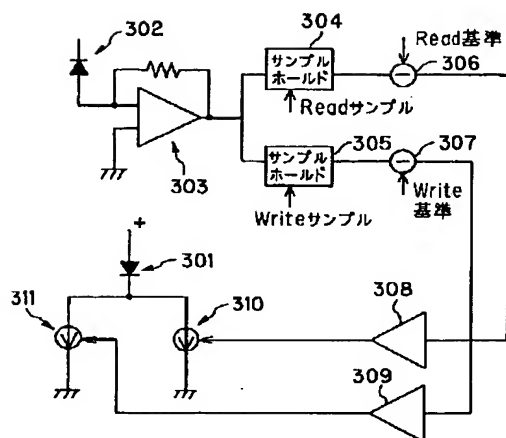 302
304
サンプル
ホールド
Readサンプル
Read基準
306
303
305
サンプル
ホールド
Writeサンプル
307
Write
基準
+
301
311
310
308
309